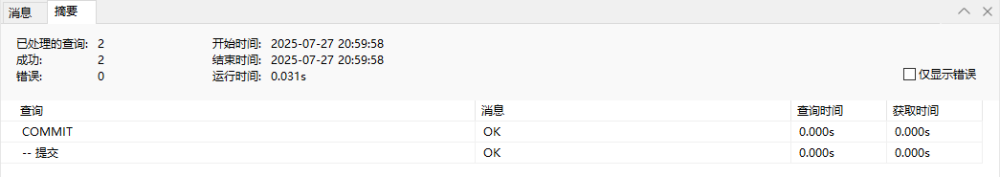 消息 摘要
已处理的查询: 2 开始时间: 2025-07-27 20:59:58
成功: 2 结束时间: 2025-07-27 20:59:58
错误: 0 运行时间: 0.031s
仅显示错误
查询 消息 查询时间 获取时间
COMMIT OK 0.000s 0.000s
-- 提交 OK 0.000s 0.000s